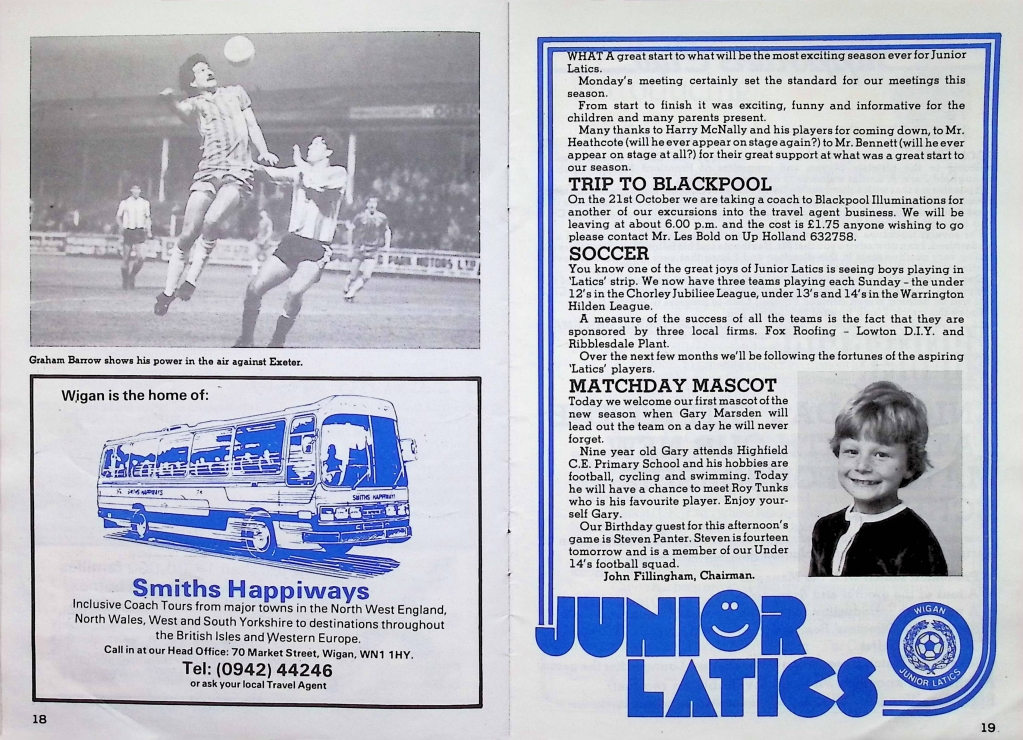 PARK MOTORS LTD
Graham Barrow shows his power in the air against Exeter.
Wigan is the home of:
SMITHS HAPPIWAYS
SMITHS HAPPIWAYS
Smiths Happiways
Inclusive Coach Tours from major towns in the North West England,
North Wales, West and South Yorkshire to destinations throughout
the British Isles and Western Europe.
Call in at our Head Office: 70 Market Street, Wigan, WN1 1HY.
Tel: (0942) 44246
or ask your local Travel Agent
18
WHAT A great start to what will be the most exciting season ever for Junior
Latics.
Monday's meeting certainly set the standard for our meetings this
season.
From start to finish it was exciting, funny and informative for the
children and many parents present.
Many thanks to Harry McNally and his players for coming down, to Mr.
Heathcote (will he ever appear on stage again?) to Mr. Bennett (will he ever
appear on stage at all?) for their great support at what was a great start to
our season.
TRIP TO BLACKPOOL
On the 21st October we are taking a coach to Blackpool Illuminations for
another of our excursions into the travel agent business. We will be
leaving at about 6.00 p.m. and the cost is £1.75 anyone wishing to go
please contact Mr. Les Bold on Up Holland 632758.
SOCCER
You know one of the great joys of Junior Latics is seeing boys playing in
'Latics' strip. We now have three teams playing each Sunday – the under
12's in the Chorley Jubiliee League, under 13's and 14's in the Warrington
Hilden League.
A measure of the success of all the teams is the fact that they are
sponsored by three local firms. Fox Roofing – Lowton D.I.Y. and
Ribblesdale Plant.
Over the next few months we'll be following the fortunes of the aspiring
'Latics' players.
MATCHDAY MASCOT
Today we welcome our first mascot of the
new season when Gary Marsden will
lead out the team on a day he will never
forget.
Nine year old Gary attends Highfield
C.E. Primary School and his hobbies are
football, cycling and swimming. Today
he will have a chance to meet Roy Tunks
who is his favourite player. Enjoy your-
self Gary.
Our Birthday guest for this afternoon's
game is Steven Panter. Steven is fourteen
tomorrow and is a member of our Under
14's football squad.
John Fillingham, Chairman.
JUNIOR
LATICS
WIGAN
JUNIOR LATICS
19